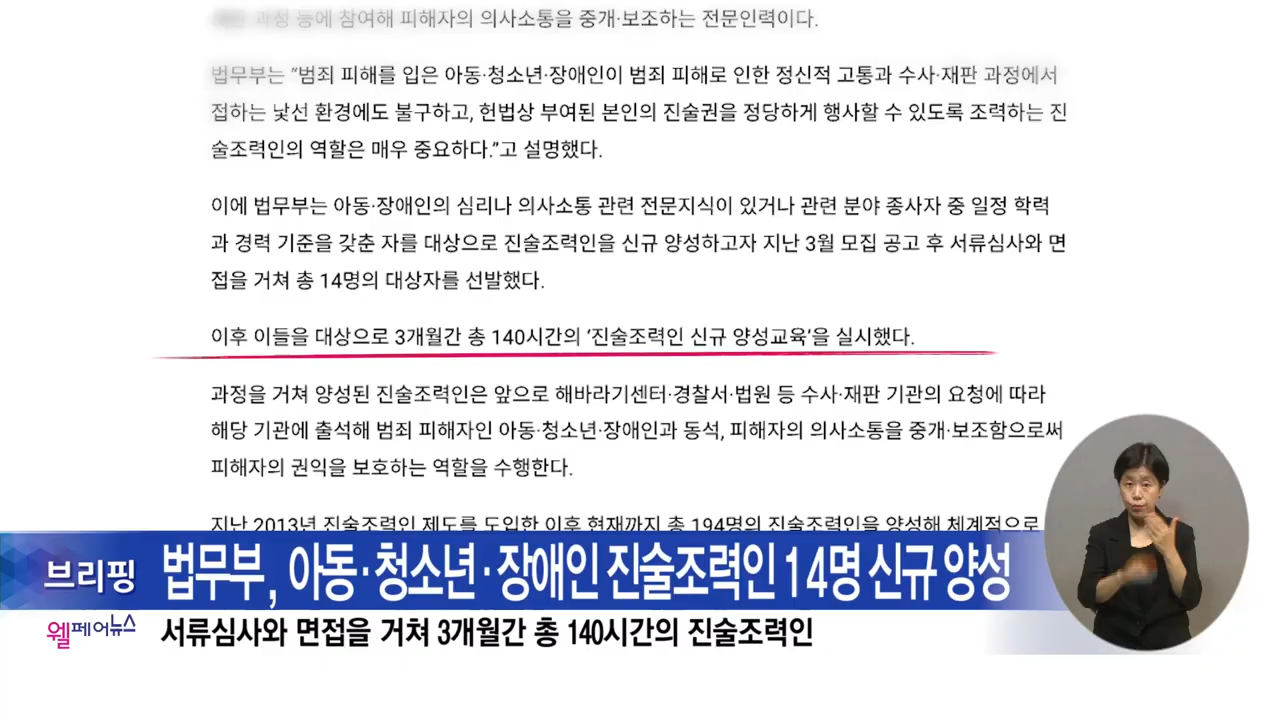 과정 등에 참여해 피해자의 의사소통을 중개·보조하는 전문인력이다.
법무부는 “범죄 피해를 입은 아동·청소년·장애인이 범죄 피해로 인한 정신적 고통과 수사·재판 과정에서
접하는 낯선 환경에도 불구하고, 헌법상 부여된 본인의 진술권을 정당하게 행사할 수 있도록 조력하는 진
술조력인의 역할은 매우 중요하다.”고 설명했다.
이에 법무부는 아동·장애인의 심리나 의사소통 관련 전문지식이 있거나 관련 분야 종사자 중 일정 학력
과 경력 기준을 갖춘 자를 대상으로 진술조력인을 신규 양성하고자 지난 3월 모집 공고 후 서류심사와 면
접을 거쳐 총 14명의 대상자를 선발했다.
이후 이들을 대상으로 3개월간 총 140시간의 ‘진술조력인 신규 양성교육’을 실시했다.
과정을 거쳐 양성된 진술조력인은 앞으로 해바라기센터·경찰서·법원 등 수사·재판 기관의 요청에 따라
해당 기관에 출석해 범죄 피해자인 아동·청소년·장애인과 동석, 피해자의 의사소통을 중개·보조함으로써
피해자의 권익을 보호하는 역할을 수행한다.
지난 2013년 진술조력인 제도를 도입한 이후 현재까지 총 194명의 진술조력인을 양성해 체계적으로
브리핑 법무부, 아동·청소년·장애인 진술조력인 14명 신규 양성
웰페어뉴스 서류심사와 면접을 거쳐 3개월간 총 140시간의 진술조력인